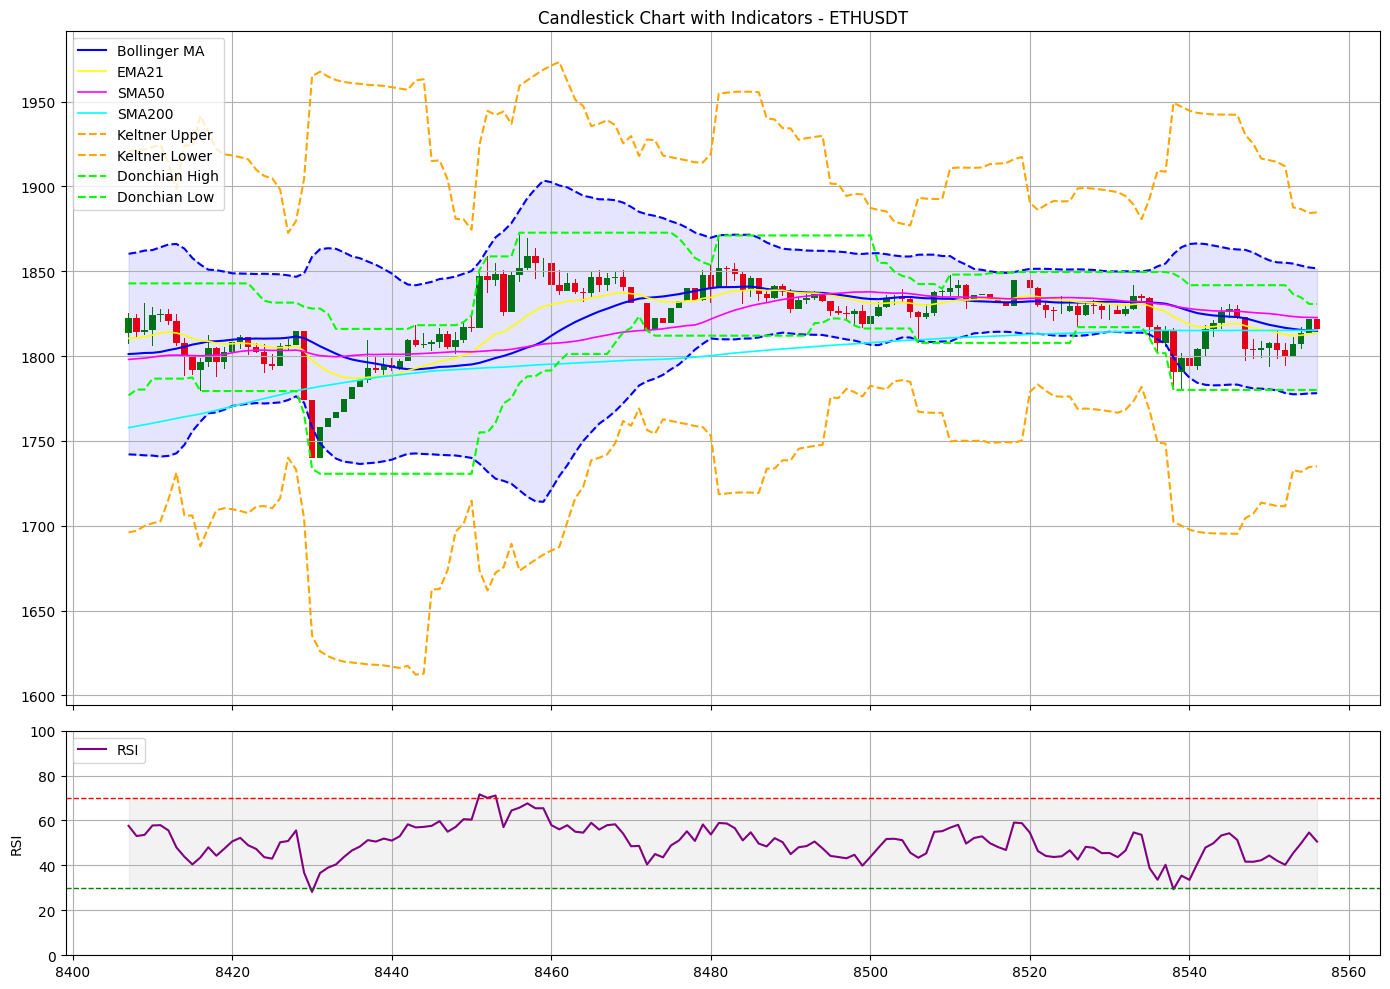 Candlestick Chart with Indicators - ETHUSDT
Bollinger MA
EMA21
SMA50
SMA200
Keltner Upper
Keltner Lower
Donchian High
Donchian Low
1950
1900
1850
1800
1750
1700
1650
1600
RSI
100
80
60
40
20
0
RSI
8400
8420
8440
8460
8480
8500
8520
8540
8560